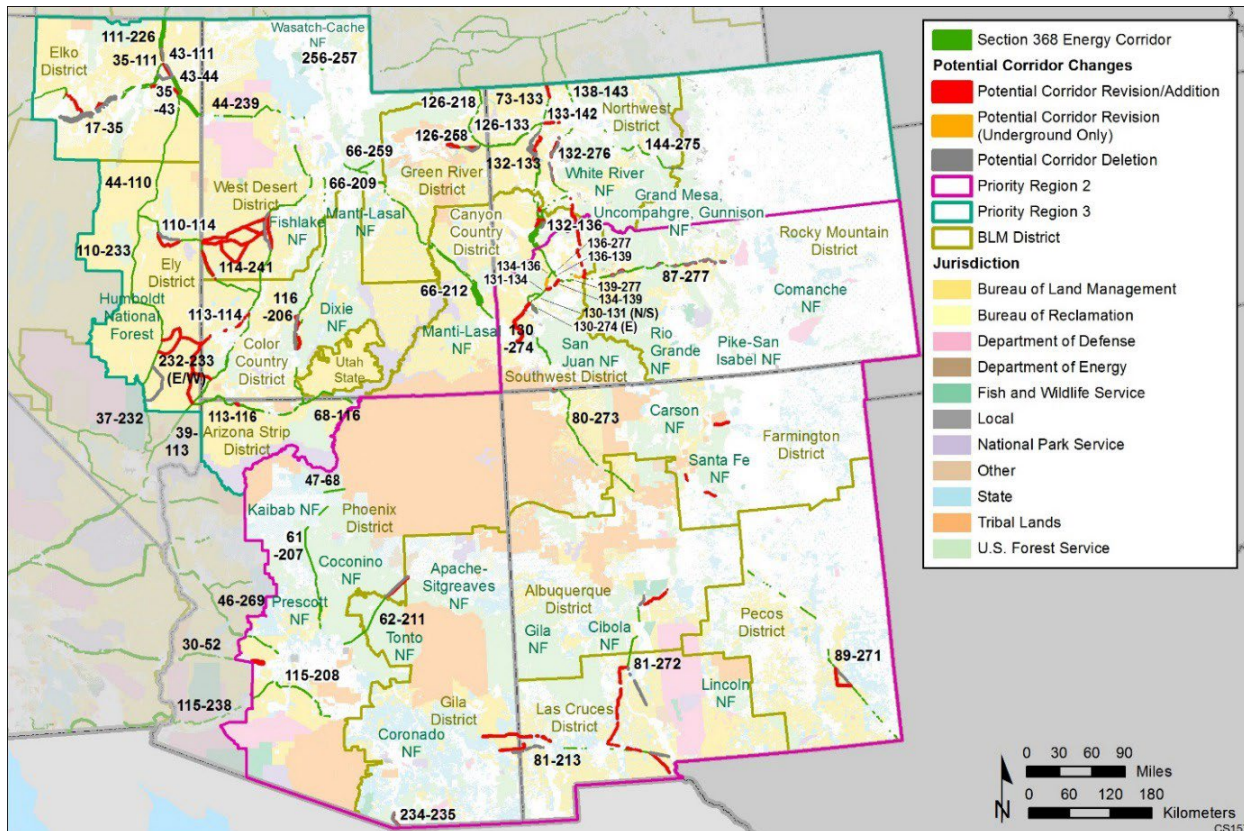 Elko
District
111-226
35-111
43-111
43-44
35
-43
17-35
Wasatch-Cache
NF
256-257
44-239
126-218
126-258
66-259
66-209
73-133
126-133
138-143
133-142
Northwest
District
132-133
132-276
144-275
White River
NF
Grand Mesa,
Uncompahgre, Gunnison
NF
Green River
District
44-110
West Desert
District
Fishlake
NF
Manti-Lasal
NF
Canyon
Country
District
132-136
136-277
136-139
Rocky Mountain
District
110-114
110-233
Ely
District
114-241
134-136
131-134
87-277
139-277
134-139
130-131 (N/S)
130-274 (E)
Comanche
NF
Humboldt
National
Forest
113-114
116
-206
Dixie
NF
66-212
Manti-Lasal
NF
130
-274
San
Juan NF
Rio
Grande
NF
Pike-San
Isabel NF
232-233
(E/W)
Color
Country
District
Utah
State
Southwest District
37-232
39-
113
113-116
Arizona Strip
District
68-116
80-273
Carson
NF
Farmington
District
Santa Fe
NF
47-68
Kaibab NF
Phoenix
District
61
-207
Coconino
NF
Apache-
Sitgreaves
NF
46-269
Prescott
NF
62-211
Tonto
NF
Albuquerque
District
Gila
NF
Cibola
NF
Pecos
District
30-52
115-208
81-272
89-271
Lincoln
NF
115-238
Gila
District
Coronado
NF
Las Cruces
District
81-213
234-235
Section 368 Energy Corridor
Potential Corridor Changes
Potential Corridor Revision/Addition
Potential Corridor Revision
(Underground Only)
Potential Corridor Deletion
Priority Region 2
Priority Region 3
BLM District
Jurisdiction
Bureau of Land Management
Bureau of Reclamation
Department of Defense
Department of Energy
Fish and Wildlife Service
Local
National Park Service
Other
State
Tribal Lands
U.S. Forest Service
N
0 30 60 90
Miles
0 60 120 180
Kilometers